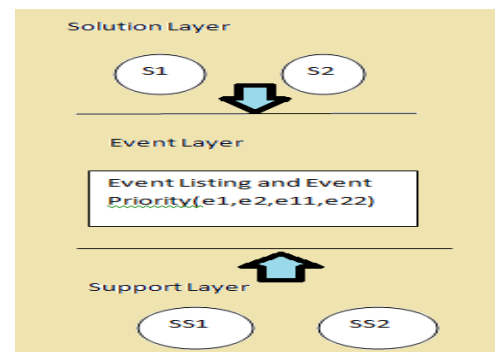 Solution Layer
S1 S2
Event Layer
Event Listing and Event
Priority(e1,e2,e11,e22)
Support Layer
SS1 SS2